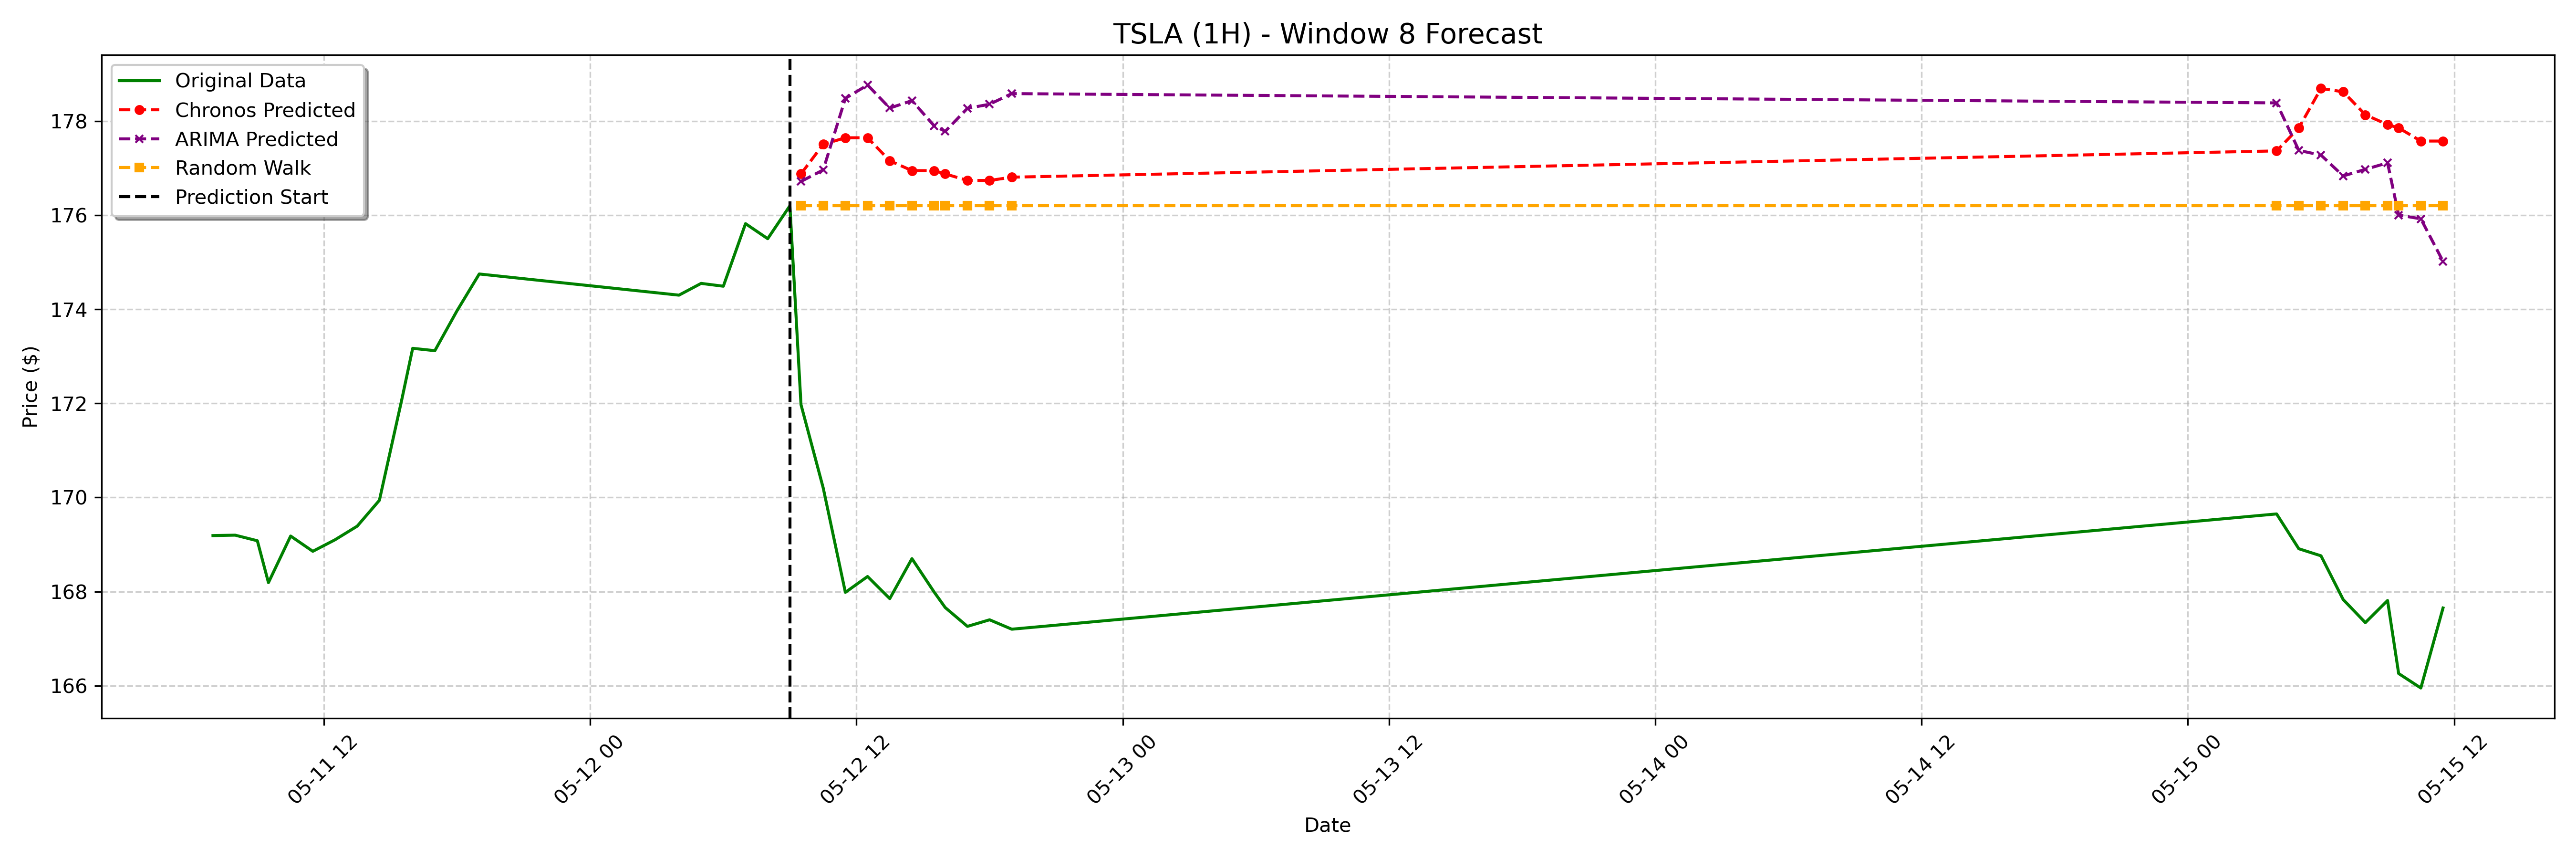 TSLA (1H) - Window 8 Forecast
Original Data
Chronos Predicted
ARIMA Predicted
Random Walk
Prediction Start
Price ($)
178
176
174
172
170
168
166
05-11 12
05-12 00
05-12 12
05-13 00
05-13 12
05-14 00
05-14 12
05-15 00
05-15 12
Date